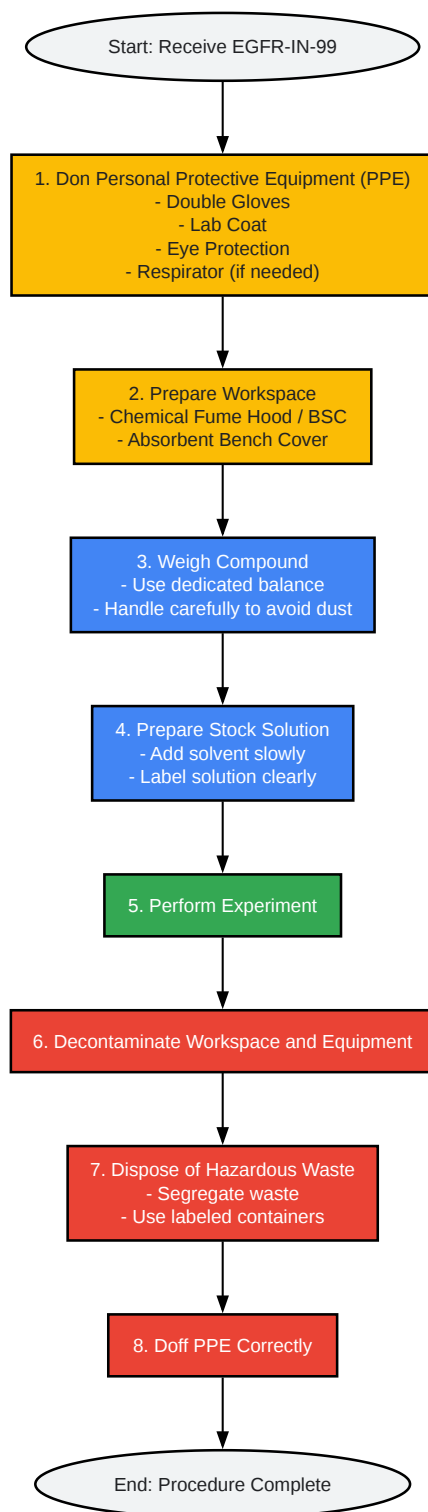 Start: Receive EGFR-IN-99
1. Don Personal Protective Equipment (PPE)
- Double Gloves
- Lab Coat
- Eye Protection
- Respirator (if needed)
2. Prepare Workspace
- Chemical Fume Hood / BSC
- Absorbent Bench Cover
3. Weigh Compound
- Use dedicated balance
- Handle carefully to avoid dust
4. Prepare Stock Solution
- Add solvent slowly
- Label solution clearly
5. Perform Experiment
6. Decontaminate Workspace and Equipment
7. Dispose of Hazardous Waste
- Segregate waste
- Use labeled containers
8. Doff PPE Correctly
End: Procedure Complete